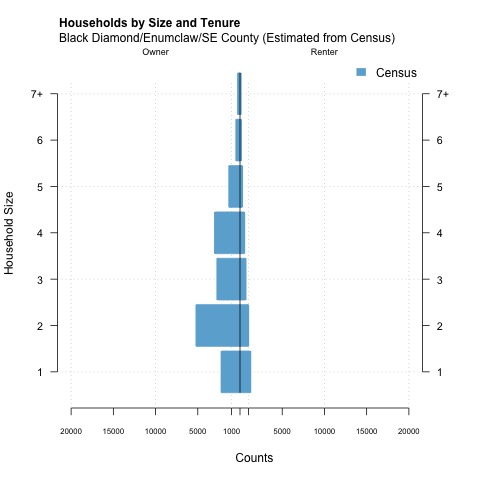 Households by Size and Tenure
Black Diamond/Enumclaw/SE County (Estimated from Census)
Owner Renter
Census
7+ 7+
6 6
5 5
4 4
3 3
2 2
1 1
Household Size
20000 15000 10000 5000 1000 5000 10000 15000 20000
Counts